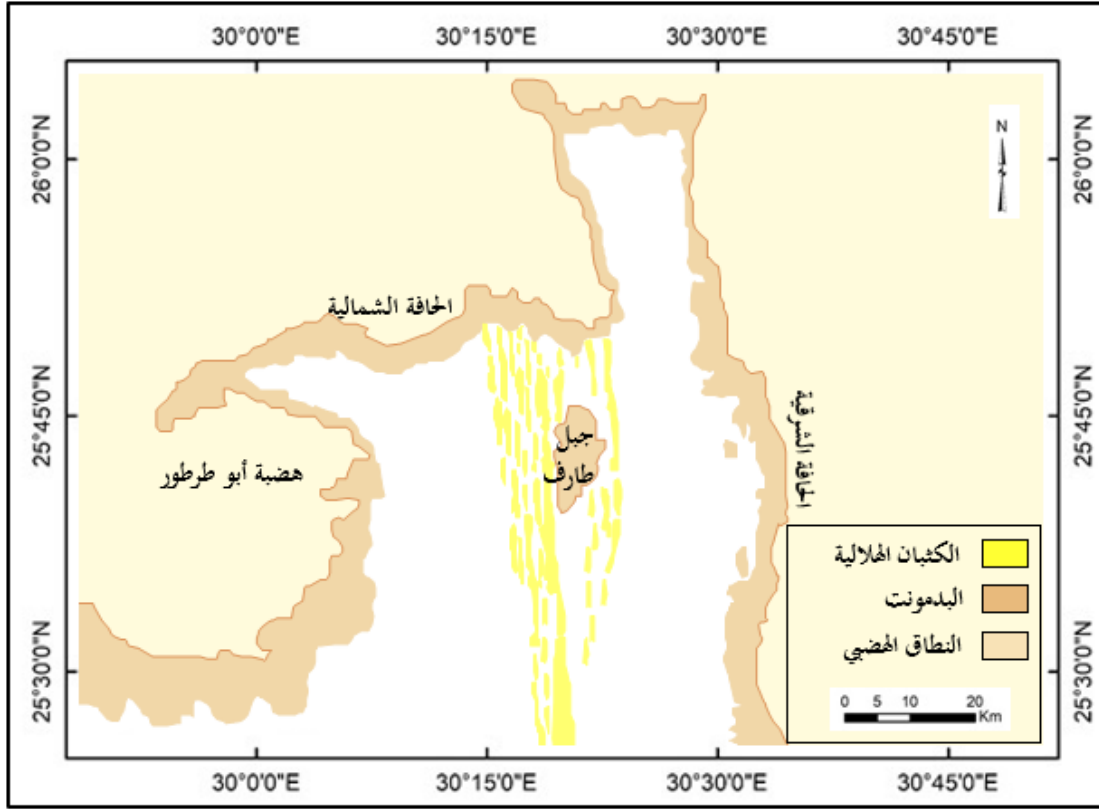 30°0'0"E 30°15'0"E 30°30'0"E 30°45'0"E
26°0'0"N
26°0'0"N
N
الحافة الشمالية
25°45'0"N
25°45'0"N
الحافة الشرقية
جبل
طارف
هضبة أبو طرطور
الكثبان الهلالية
البدمونت
النطاق الهضبي
0 5 10 20
Km
25°30'0"N
25°30'0"N
30°0'0"E 30°15'0"E 30°30'0"E 30°45'0"E